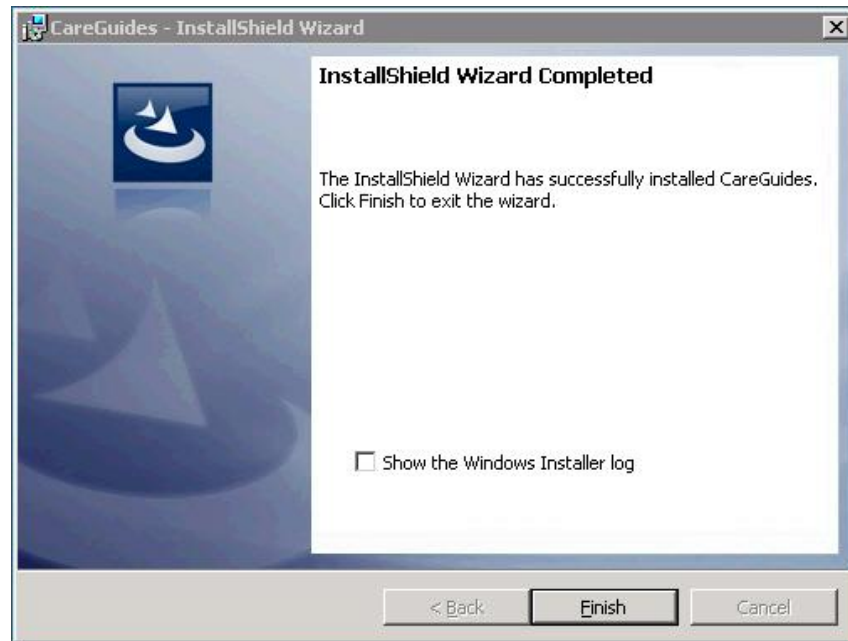 CareGuides - InstallShield Wizard
InstallShield Wizard Completed
The InstallShield Wizard has successfully installed CareGuides.
Click Finish to exit the wizard.
Show the Windows Installer log
< Back
Finish
Cancel